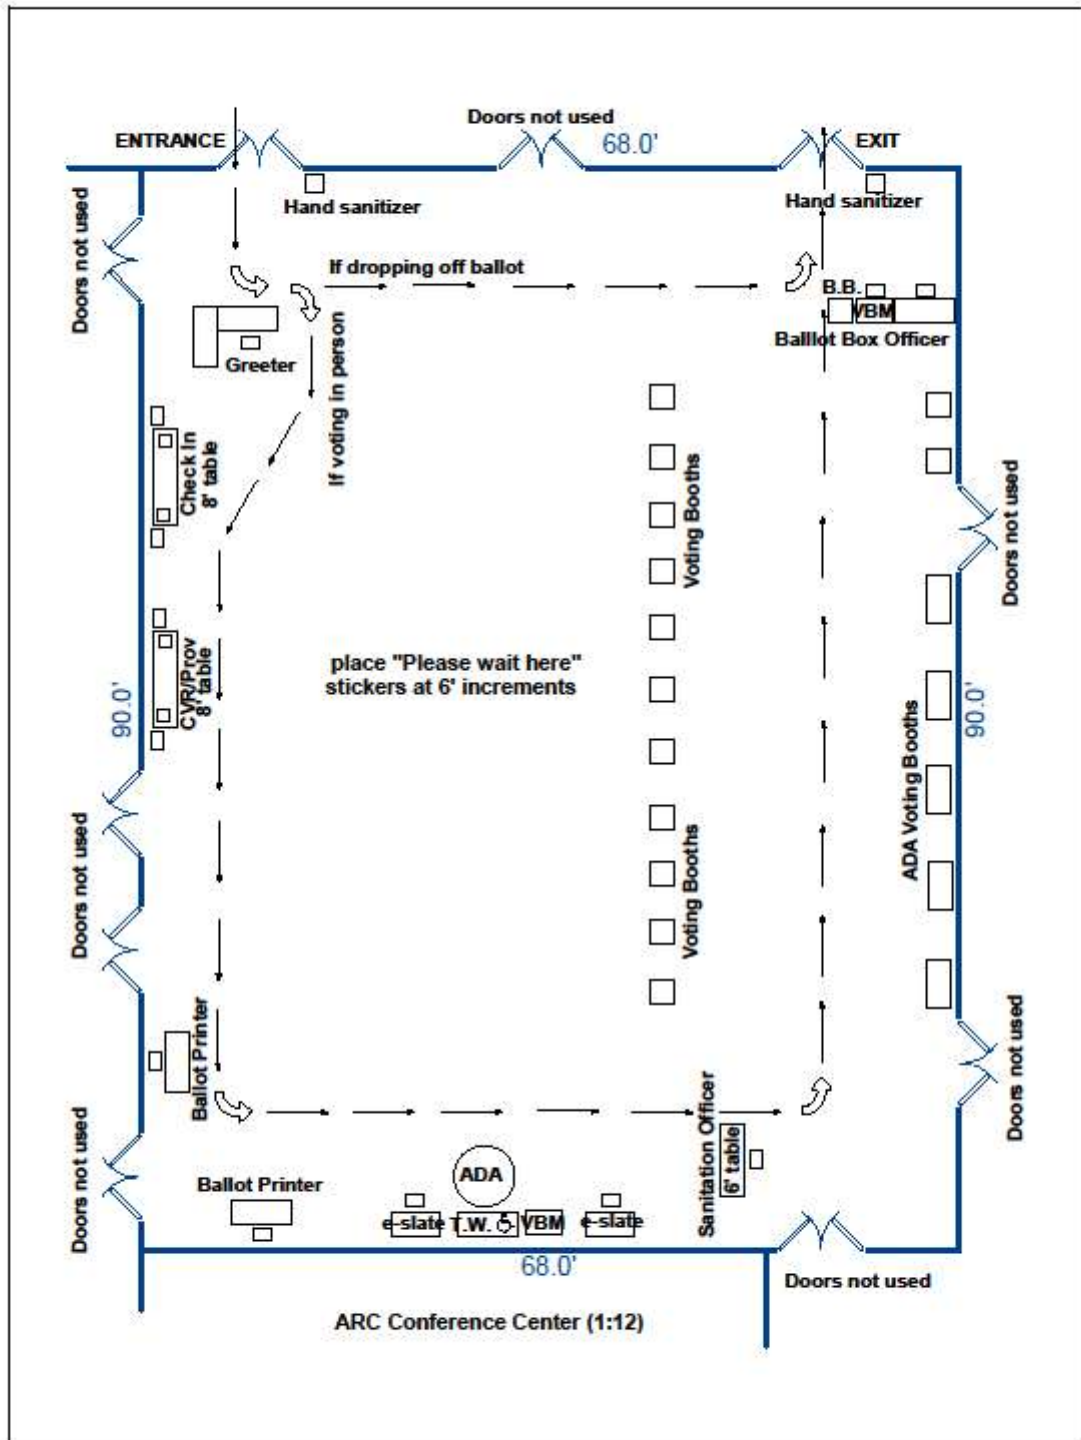 Doors not used
ENTRANCE
68.0'
EXIT
Hand sanitizer
Hand sanitizer
Doors not used
If dropping off ballot
B.B.
VBM
Balllot Box Officer
Greeter
If voting in person
Check In
8' table
Voting Booths
Doors not used
place "Please wait here"
stickers at 6' increments
CVR/Prov
8' table
90.0'
90.0'
ADA Voting Booths
Doors not used
Voting Booths
Ballot Printer
Doors not used
Doors not used
Sanitation Officer
6' table
ADA
Ballot Printer
e-slate
T.W.
VBM
e-slate
68.0'
Doors not used
ARC Conference Center (1:12)